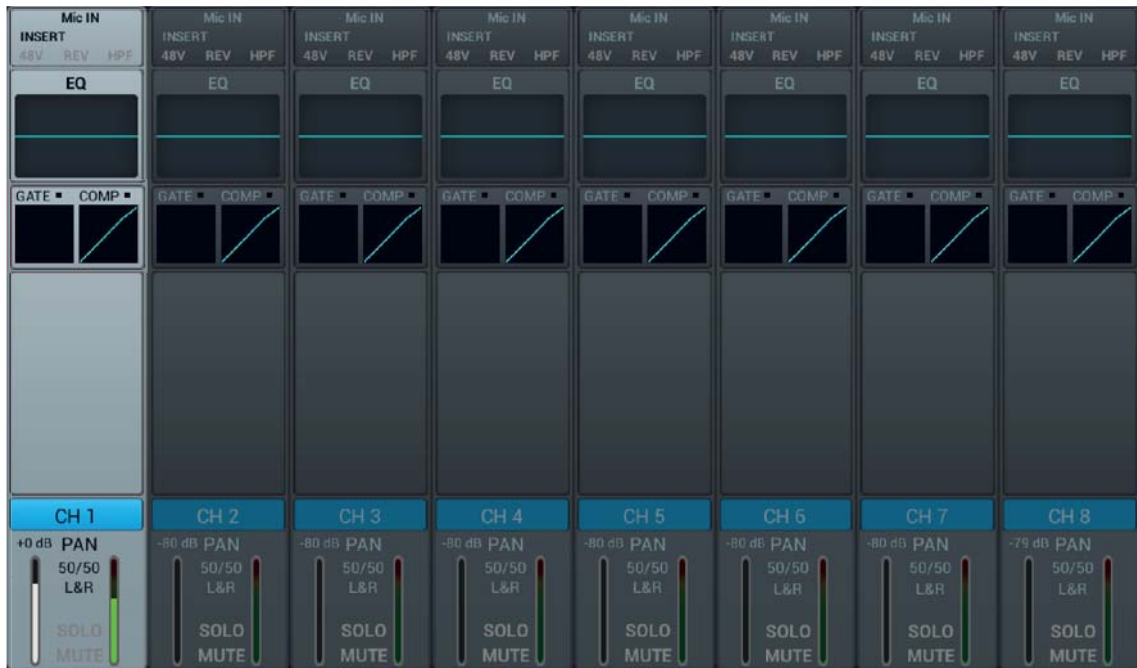 Mic IN Mic IN Mic IN Mic IN Mic IN Mic IN Mic IN Mic IN
INSERT INSERT INSERT INSERT INSERT INSERT INSERT INSERT
48V REV HPF 48V REV HPF 48V REV HPF 48V REV HPF 48V REV HPF 48V REV HPF 48V REV HPF 48V REV HPF
EQ EQ EQ EQ EQ EQ EQ EQ
GATE COMP GATE COMP GATE COMP GATE COMP GATE COMP GATE COMP GATE COMP GATE COMP
CH 1 CH 2 CH 3 CH 4 CH 5 CH 6 CH 7 CH 8
+0 dB PAN -80 dB PAN -80 dB PAN -80 dB PAN -80 dB PAN -80 dB PAN -80 dB PAN -79 dB PAN
50/50 50/50 50/50 50/50 50/50 50/50 50/50 50/50
L&R L&R L&R L&R L&R L&R L&R L&R
SOLO SOLO SOLO SOLO SOLO SOLO SOLO SOLO
MUTE MUTE MUTE MUTE MUTE MUTE MUTE MUTE